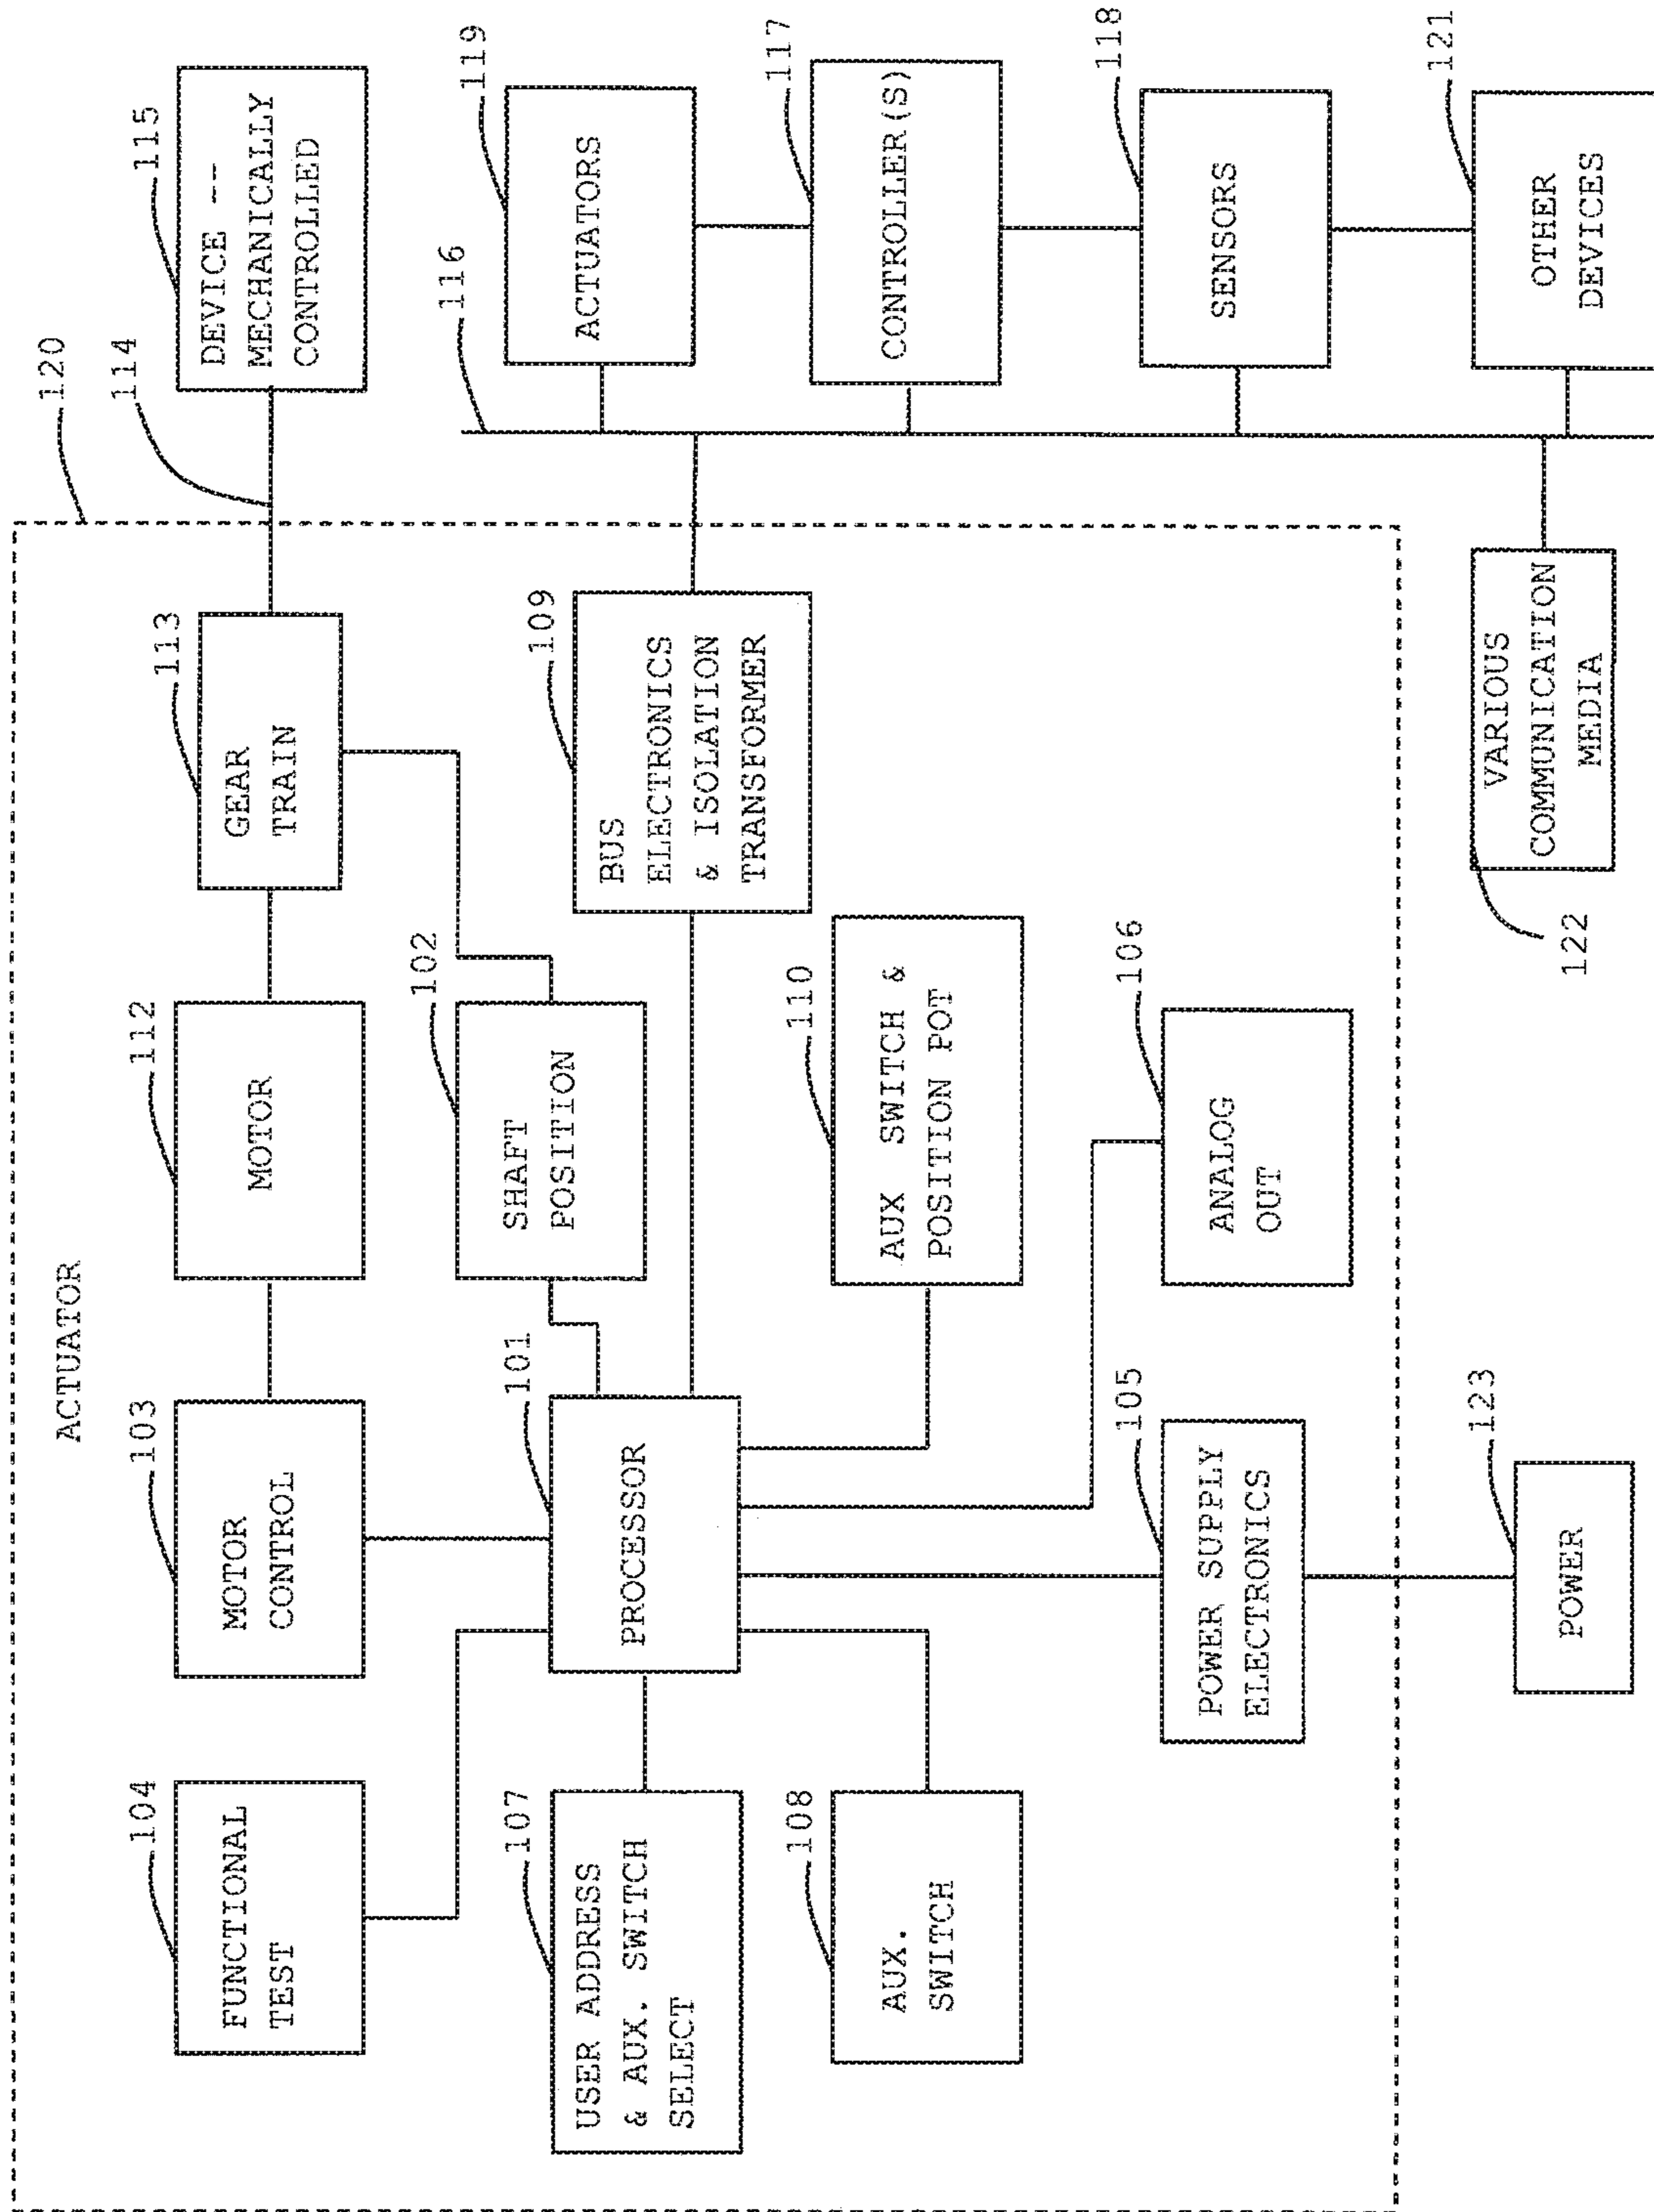 ACTUATOR
120
104
FUNCTIONAL
TEST
103
MOTOR
CONTROL
112
MOTOR
113
GEAR
TRAIN
114
115
DEVICE --
MECHANICALLY
CONTROLLED
107
USER ADDRESS
& AUX. SWITCH
SELECT
101
PROCESSOR
102
SHAFT
POSITION
109
BUS
ELECTRONICS
& ISOLATION
TRANSFORMER
116
119
ACTUATORS
108
AUX.
SWITCH
110
AUX SWITCH &
POSITION POT
117
CONTROLLER(S)
105
POWER SUPPLY
ELECTRONICS
106
ANALOG
OUT
118
SENSORS
123
POWER
122
VARIOUS
COMMUNICATION
MEDIA
121
OTHER
DEVICES